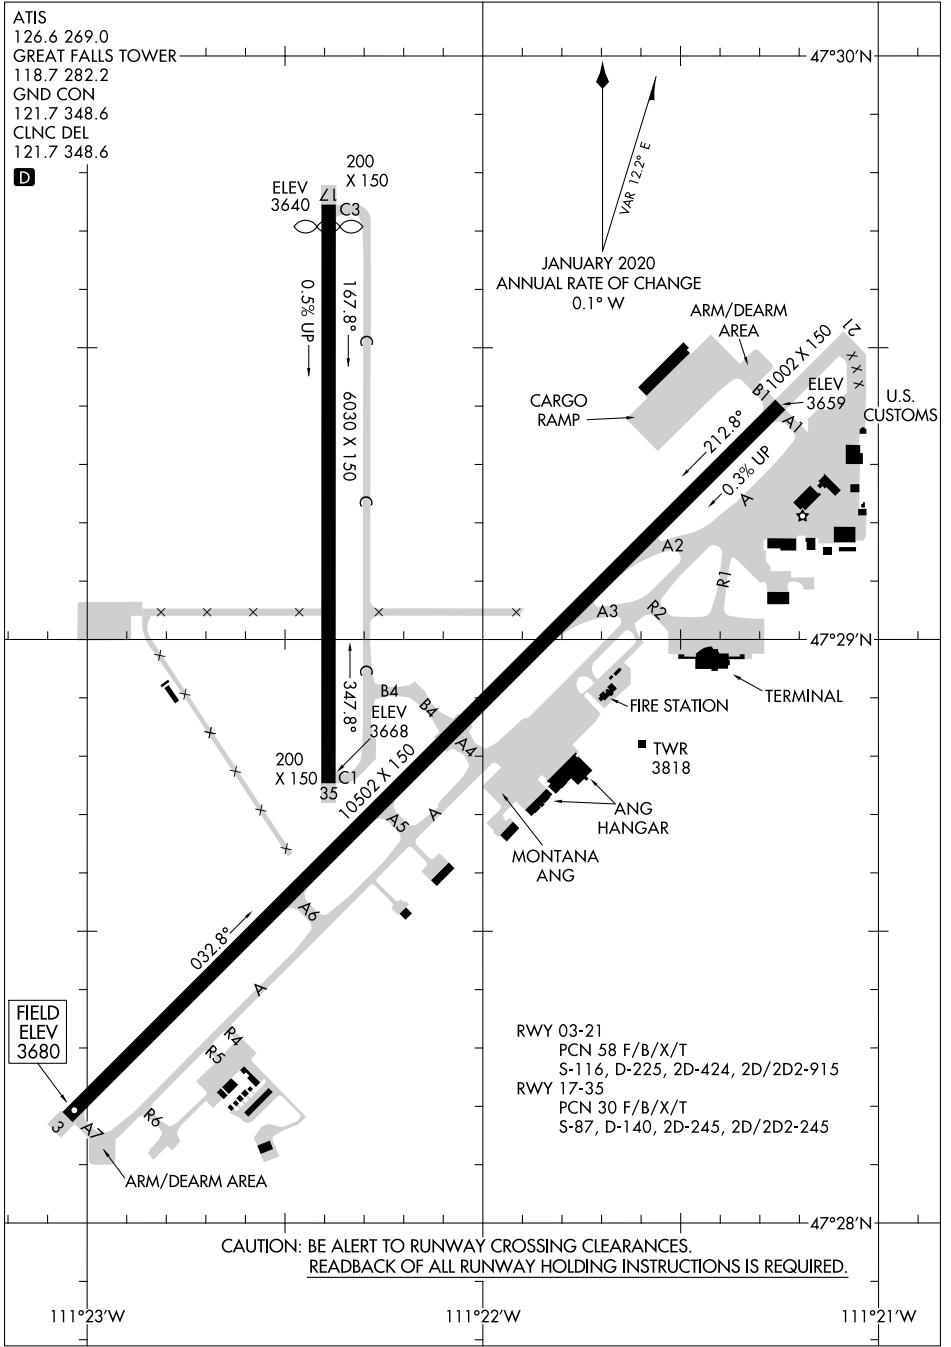 ATIS
126.6 269.0
GREAT FALLS TOWER
118.7 282.2
GND CON
121.7 348.6
CLNC DEL
121.7 348.6
D
47°30'N
VAR 12.2° E
JANUARY 2020
ANNUAL RATE OF CHANGE
0.1° W
200
X 150
ELEV
3640
17
C3
0.5% UP
167.8°
C
6030 X 150
C
C
347.8°
ARM/DEARM
AREA
21
1002 X 150
X X X
B1
ELEV
3659
A1
U.S.
CUSTOMS
CARGO
RAMP
212.8°
0.3% UP
A
A2
R1
A3
R2
X X X X X X
47°29'N
X X X X X X
TERMINAL
FIRE STATION
B4
B4
ELEV
3668
A4
TWR
3818
200
X 150
C1
35
10502 X 150
A5
A
ANG
HANGAR
MONTANA
ANG
A6
032.8°
A
FIELD
ELEV
3680
R4
R5
R6
3
A7
ARM/DEARM AREA
RWY 03-21
PCN 58 F/B/X/T
S-116, D-225, 2D-424, 2D/2D2-915
RWY 17-35
PCN 30 F/B/X/T
S-87, D-140, 2D-245, 2D/2D2-245
47°28'N
CAUTION: BE ALERT TO RUNWAY CROSSING CLEARANCES.
READBACK OF ALL RUNWAY HOLDING INSTRUCTIONS IS REQUIRED.
111°23'W
111°22'W
111°21'W